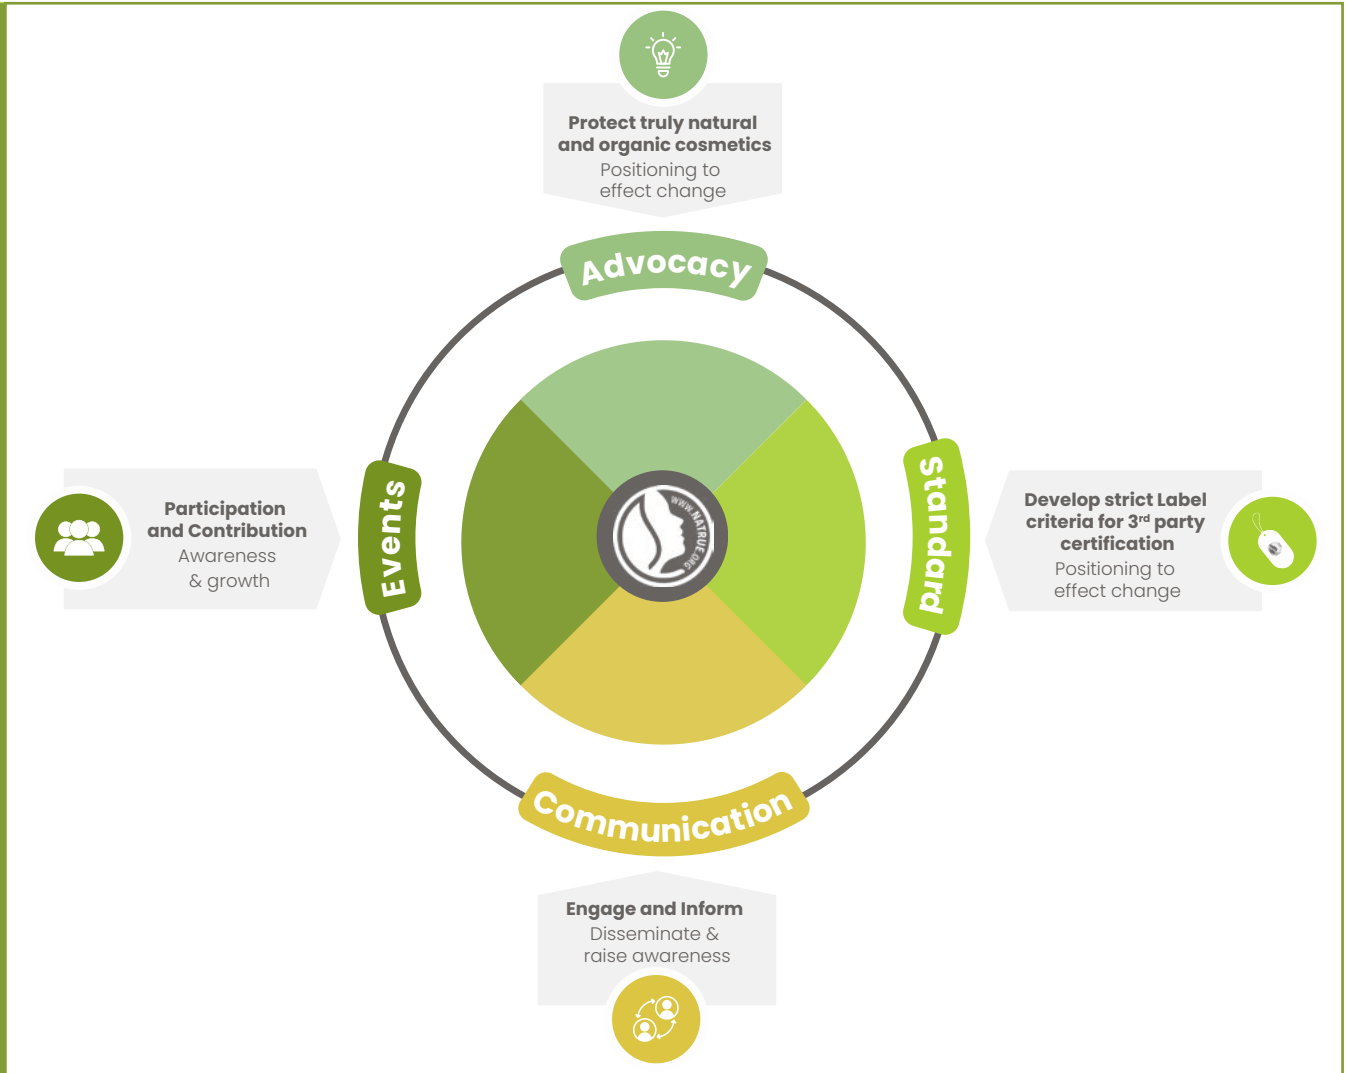 Protect truly natural
and organic cosmetics
Positioning to
effect change
Advocacy
Events
Participation
and Contribution
Awareness
& growth
WWW.NATRUE.ORG
Standard
Develop strict Label
criteria for 3rd party
certification
Positioning to
effect change
Communication
Engage and Inform
Disseminate &
raise awareness